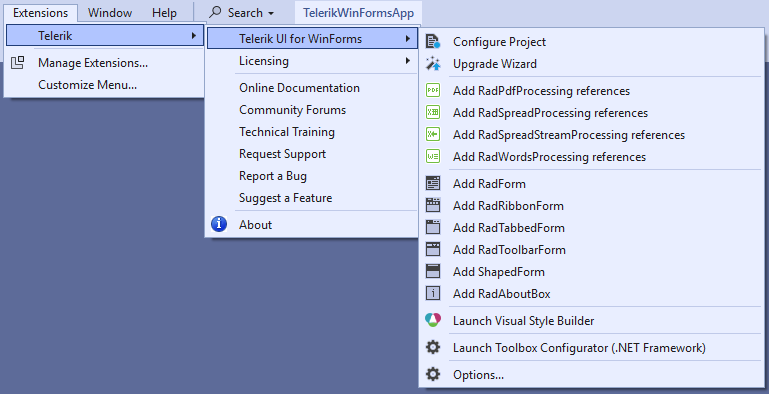 Extensions Window Help Search TelerikWinFormsApp
Telerik
Manage Extensions...
Customize Menu...
Telerik UI for WinForms
Licensing
Online Documentation
Community Forums
Technical Training
Request Support
Report a Bug
Suggest a Feature
About
Configure Project
Upgrade Wizard
Add RadPdfProcessing references
Add RadSpreadProcessing references
Add RadSpreadStreamProcessing references
Add RadWordsProcessing references
Add RadForm
Add RadRibbonForm
Add RadTabbedForm
Add RadToolbarForm
Add ShapedForm
Add RadAboutBox
Launch Visual Style Builder
Launch Toolbox Configurator (.NET Framework)
Options...